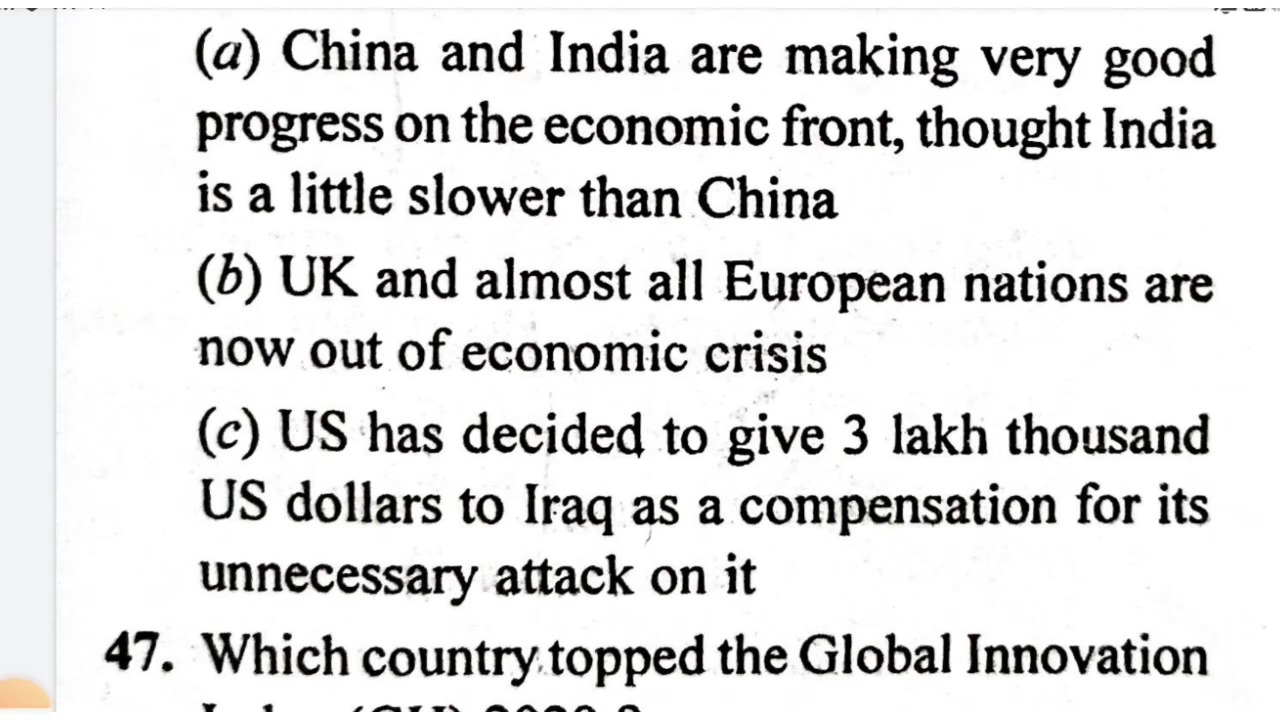 (a) China and India are making very good
progress on the economic front, thought India
is a little slower than China
(b) UK and almost all European nations are
now out of economic crisis
(c) US has decided to give 3 lakh thousand
US dollars to Iraq as a compensation for its
unnecessary attack on it
47. Which country topped the Global Innovation